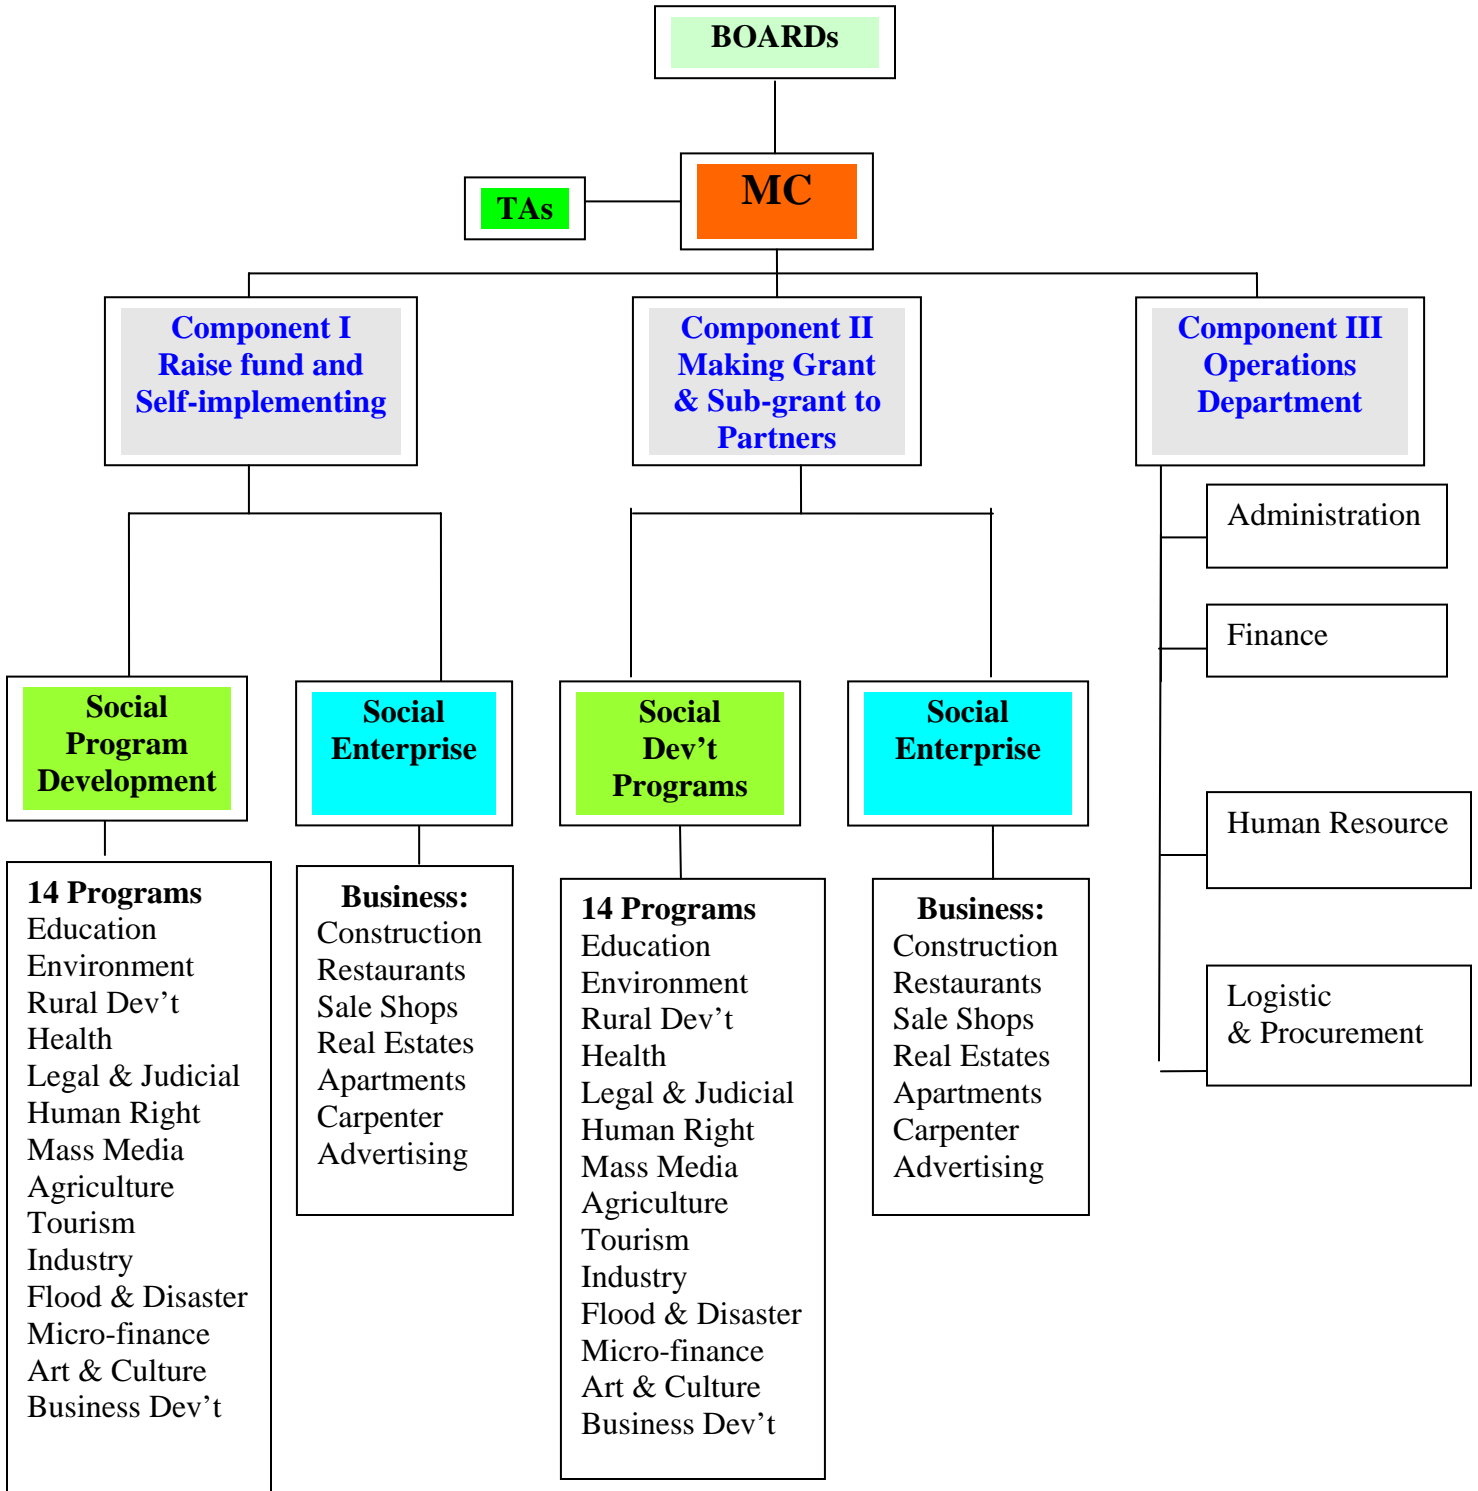 BOARDs
MC
TAs
Component I
Raise fund and
Self-implementing
Component II
Making Grant
& Sub-grant to
Partners
Component III
Operations
Department
Administration
Finance
Human Resource
Logistic
& Procurement
Social
Program
Development
Social
Enterprise
Social
Dev’t
Programs
Social
Enterprise
14 Programs
Education
Environment
Rural Dev’t
Health
Legal & Judicial
Human Right
Mass Media
Agriculture
Tourism
Industry
Flood & Disaster
Micro-finance
Art & Culture
Business Dev’t
Business:
Construction
Restaurants
Sale Shops
Real Estates
Apartments
Carpenter
Advertising
14 Programs
Education
Environment
Rural Dev’t
Health
Legal & Judicial
Human Right
Mass Media
Agriculture
Tourism
Industry
Flood & Disaster
Micro-finance
Art & Culture
Business Dev’t
Business:
Construction
Restaurants
Sale Shops
Real Estates
Apartments
Carpenter
Advertising